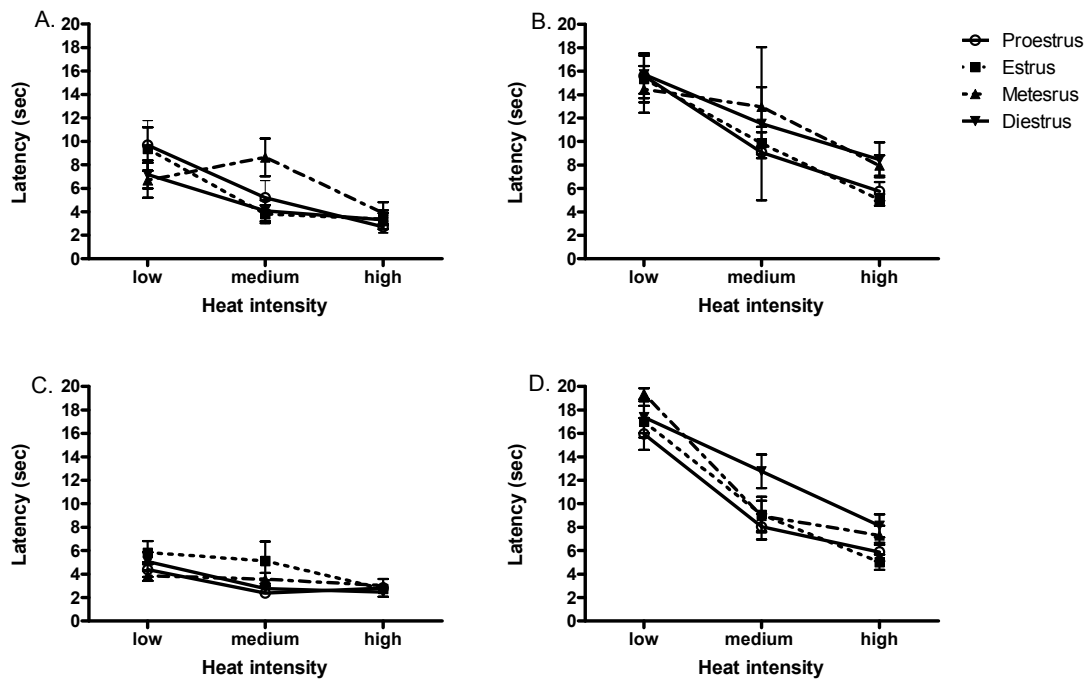 A.
20
18
16
14
12
10
8
6
4
2
0
Latency (sec)
low medium high
Heat intensity
B.
20
18
16
14
12
10
8
6
4
2
0
Latency (sec)
low medium high
Heat intensity
Proestrus
Estrus
Metesrus
Diestrus
C.
20
18
16
14
12
10
8
6
4
2
0
Latency (sec)
low medium high
Heat intensity
D.
20
18
16
14
12
10
8
6
4
2
0
Latency (sec)
low medium high
Heat intensity